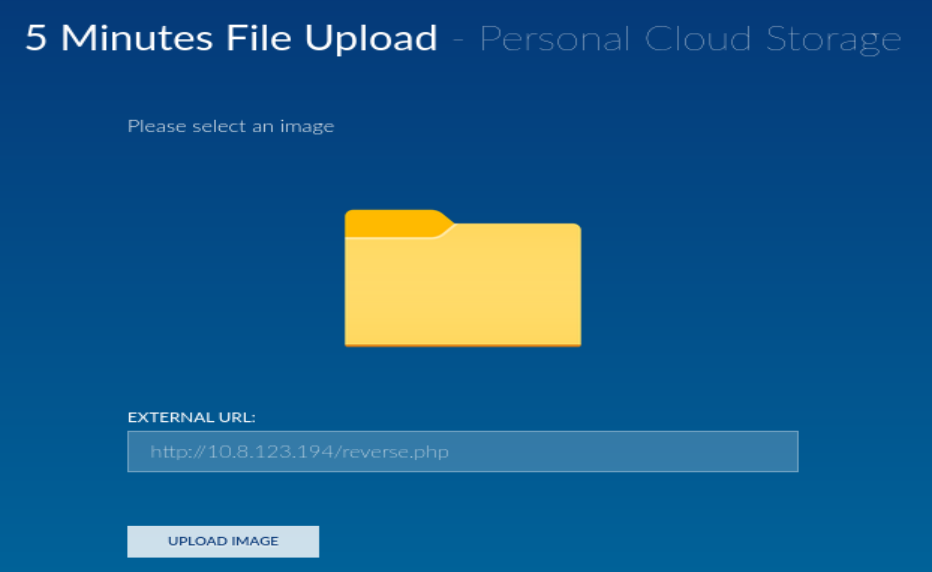 5 Minutes File Upload - Personal Cloud Storage
Please select an image
EXTERNAL URL:
http://10.8.123.194/reverse.php
UPLOAD IMAGE